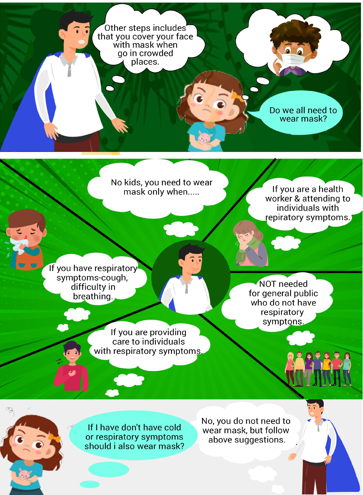 Other steps includes
that you cover your face
with mask when
go in crowded
places.
Do we all need to
wear mask?
No kids, you need to wear
mask only when.....
If you are a health
worker & attending to
individuals with
repiratory symptoms.
If you have respiratory
symptoms-cough,
difficulty in
breathing.
NOT needed
for general public
who do not have
respiratory
symptons.
If you are providing
care to individuals
with respiratory symptoms.
If I have don't have cold
or respiratory symptoms
should i also wear mask?
No, you do not need to
wear mask, but follow
above suggestions.